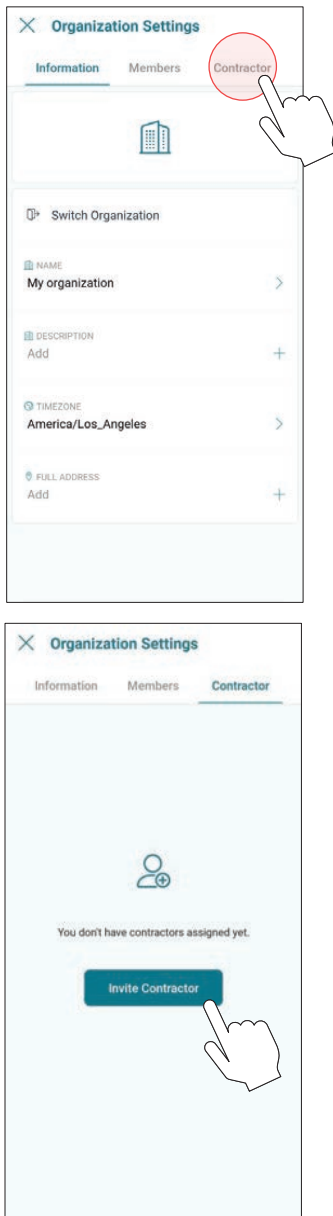 Organization Settings
Information Members Contractor
Switch Organization
NAME
My organization
DESCRIPTION
Add
TIMEZONE
America/Los_Angeles
FULL ADDRESS
Add
Organization Settings
Information Members Contractor
You don't have contractors assigned yet.
Invite Contractor